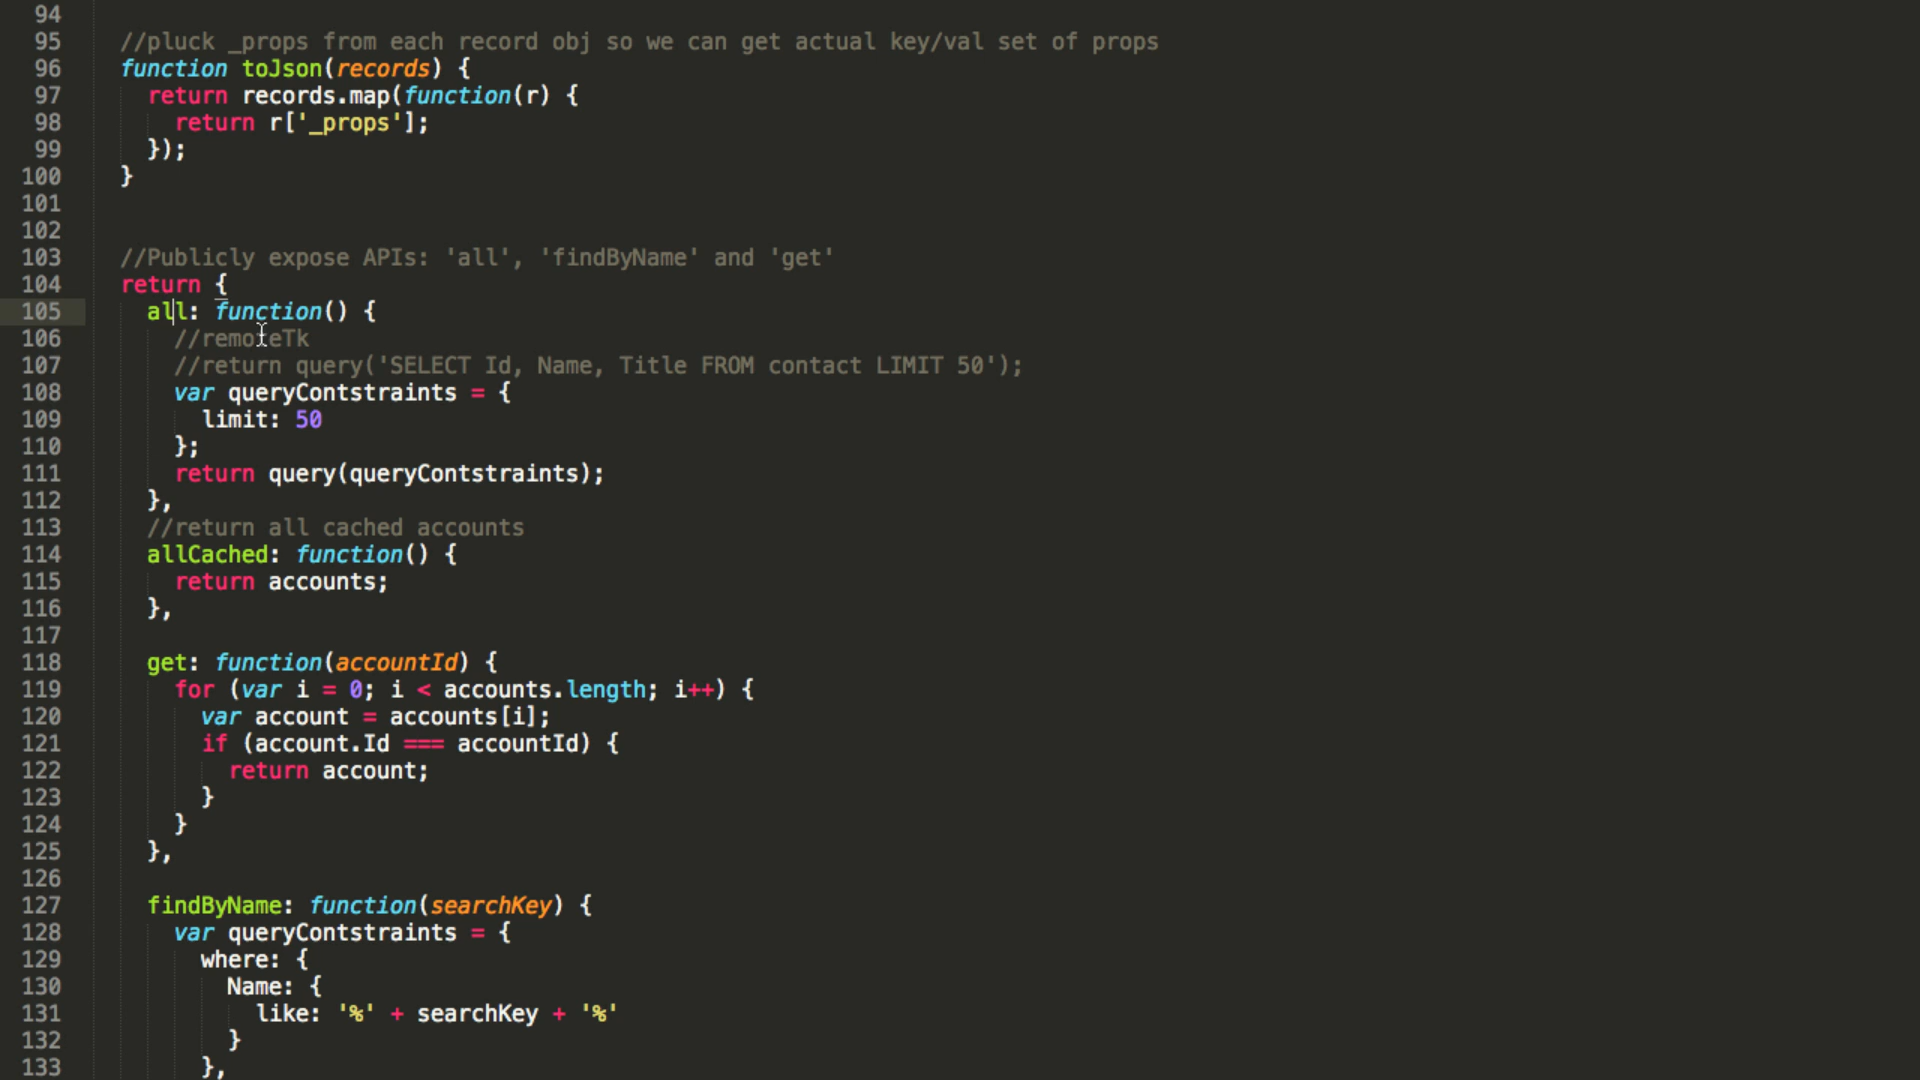 94
95 //pluck _props from each record obj so we can get actual key/val set of props
96 function toJson(records) {
97 return records.map(function(r) {
98 return r['_props'];
99 });
100 }
101
102
103 //Publicly expose APIs: 'all', 'findByName' and 'get'
104 return {
105 all: function() {
106 //remoteTk
107 //return query('SELECT Id, Name, Title FROM contact LIMIT 50');
108 var queryContstraints = {
109 limit: 50
110 };
111 return query(queryContstraints);
112 },
113 //return all cached accounts
114 allCached: function() {
115 return accounts;
116 },
117
118 get: function(accountId) {
119 for (var i = 0; i < accounts.length; i++) {
120 var account = accounts[i];
121 if (account.Id === accountId) {
122 return account;
123 }
124 }
125 },
126
127 findByName: function(searchKey) {
128 var queryContstraints = {
129 where: {
130 Name: {
131 like: '%' + searchKey + '%'
132 }
133 },